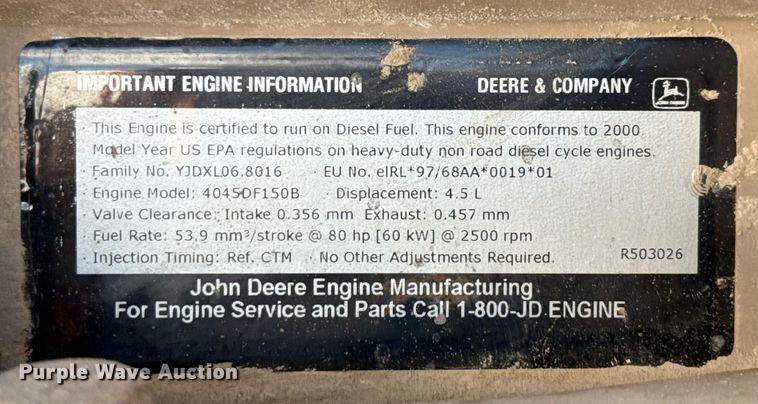 IMPORTANT ENGINE INFORMATION DEERE & COMPANY
JOHN DEERE
· This Engine is certified to run on Diesel Fuel. This engine conforms to 2000
Model Year US EPA regulations on heavy-duty non road diesel cycle engines.
· Family No. YJDXL06.8016 · EU No. eIRL*97/68AA*0019*01
· Engine Model: 4045DF150B · Displacement: 4.5 L
· Valve Clearance: Intake 0.356 mm Exhaust: 0.457 mm
· Fuel Rate: 53.9 mm³/stroke @ 80 hp [60 kW] @ 2500 rpm
· Injection Timing: Ref. CTM · No Other Adjustments Required. R503026
John Deere Engine Manufacturing
For Engine Service and Parts Call 1-800-JD ENGINE
Purple Wave Auction